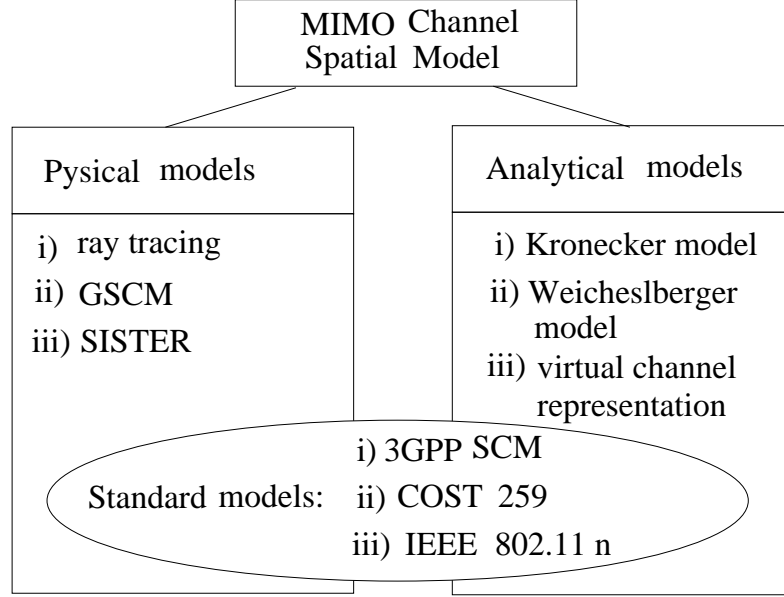 MIMO Channel
Spatial Model
Pysical models
i) ray tracing
ii) GSCM
iii) SISTER
Analytical models
i) Kronecker model
ii) Weicheslberger
model
iii) virtual channel
representation
Standard models:
i) 3GPP SCM
ii) COST 259
iii) IEEE 802.11 n